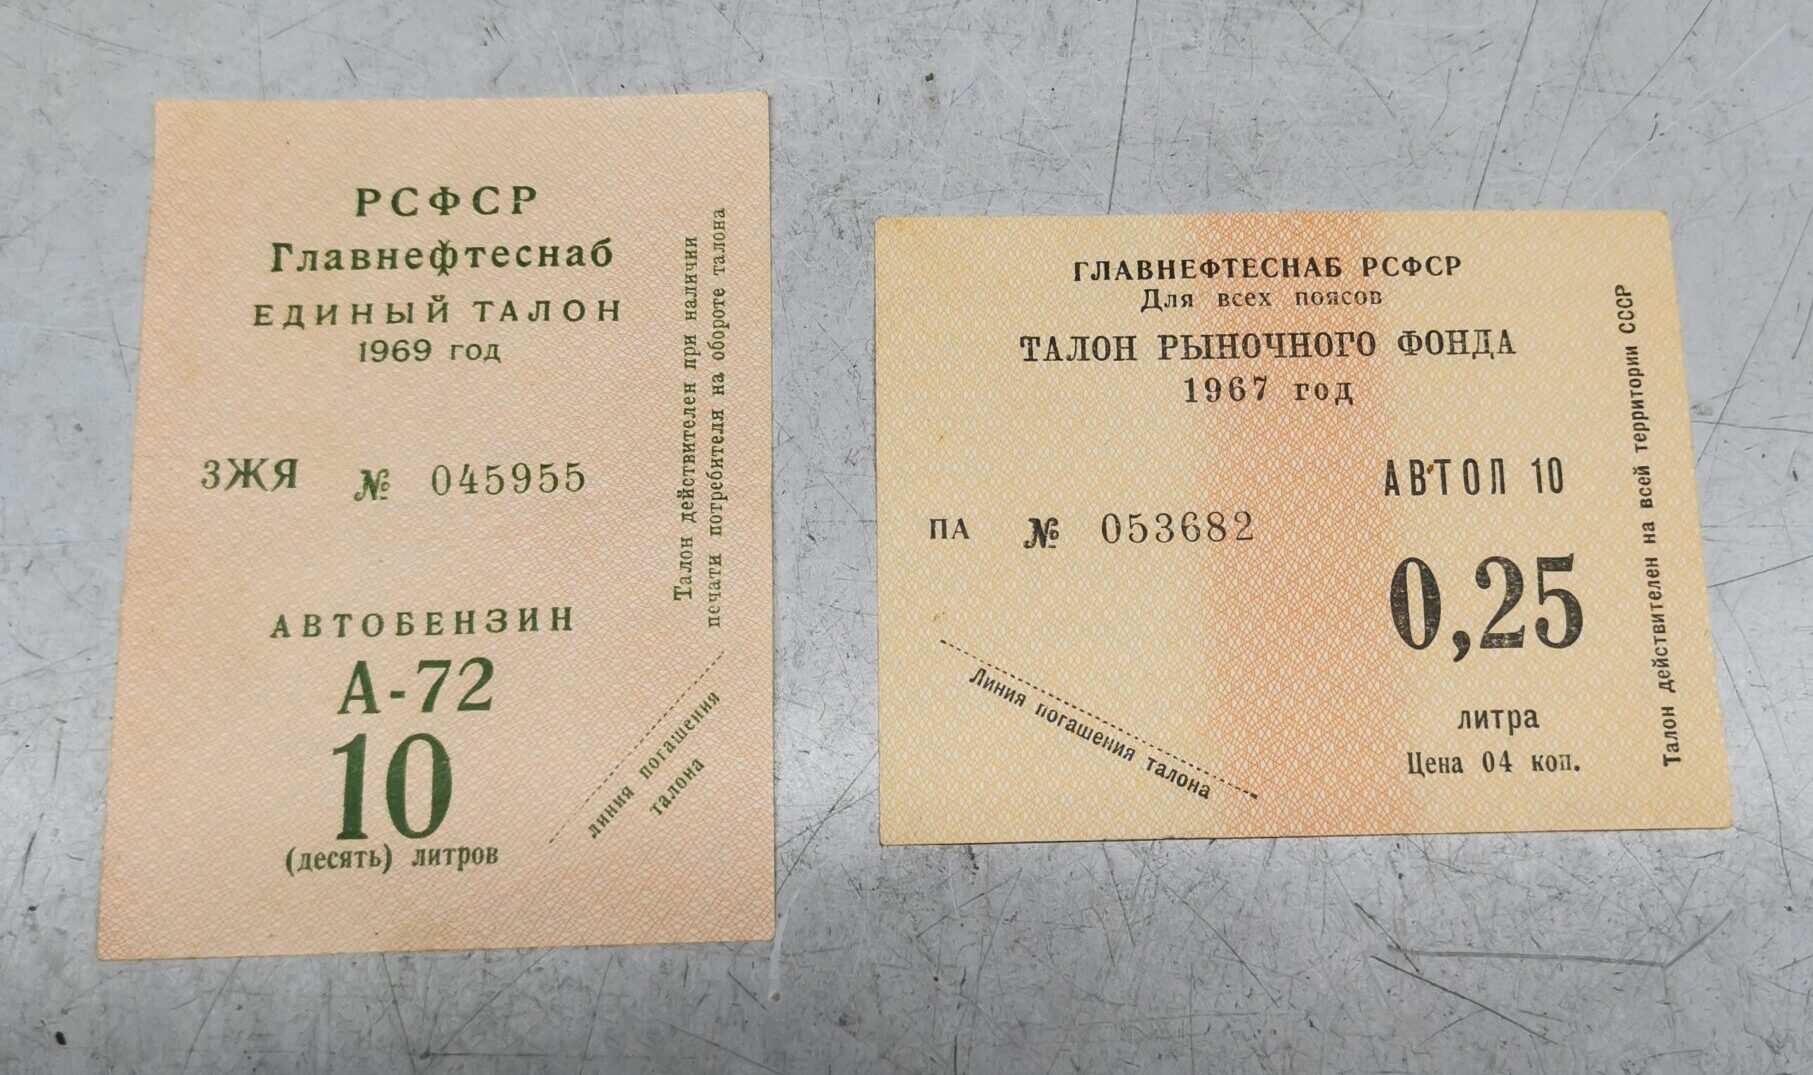 РСФСР
Главнефтеснаб
ЕДИНЫЙ ТАЛОН
1969 год
ЗЖЯ № 045955
АВТОБЕНЗИН
А-72
10
(десять) литров
Талон действителен при наличии
печати потребителя на обороте талона
линия погашения
талона
ГЛАВНЕФТЕСНАБ РСФСР
Для всех поясов
ТАЛОН РЫНОЧНОГО ФОНДА
1967 год
АВТОЛ 10
ПА № 053682
0,25
литра
Цена 04 коп.
Линия погашения талона
Талон действителен на всей территории СССР